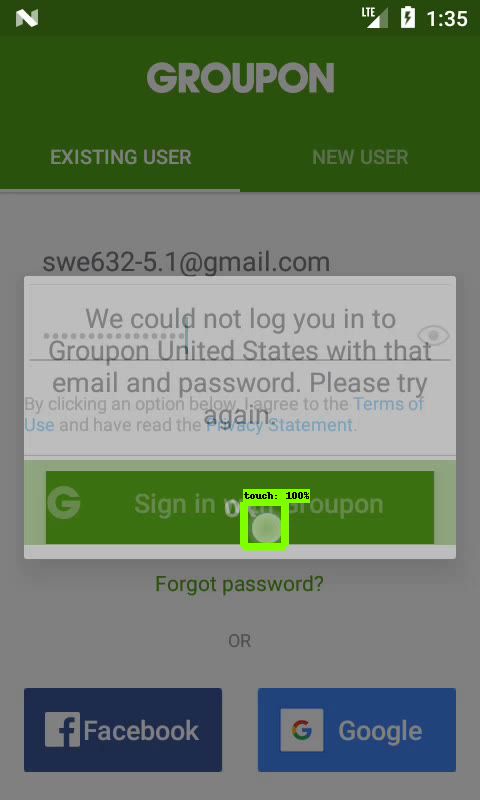 LTE
1:35
GROUPON
EXISTING USER
NEW USER
swe632-5.1@gmail.com
We could not log you in to
Groupon United States with that
email and password. Please try
again.
By clicking an option below, I agree to the Terms of
Use and have read the Privacy Statement.
touch: 100%
Sign in with Groupon
Forgot password?
OR
Facebook
Google